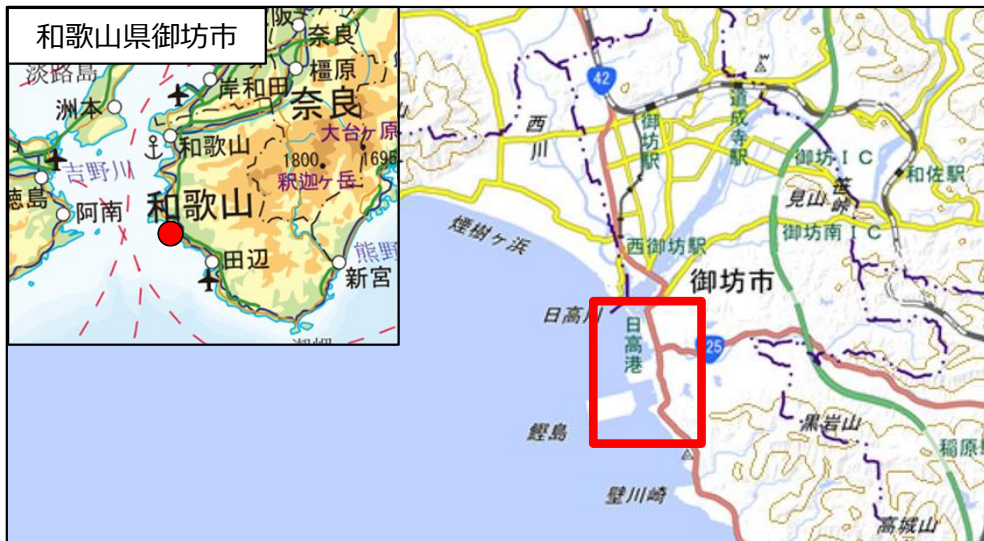 和歌山県御坊市
奈良
岸和田
橿原
淡路島
洲本
奈良
大台ヶ原
和歌山
1800
1695
釈迦ヶ岳
吉野川
徳島
阿南
和歌山
田辺
新宮
熊野
42
西川
御坊駅
道成寺駅
御坊IC
和佐駅
見山
笹峠
御坊南IC
煙樹ヶ浜
西御坊駅
御坊市
日高川
日高港
25
鰹島
黒岩山
稲原
壁川崎
高城山